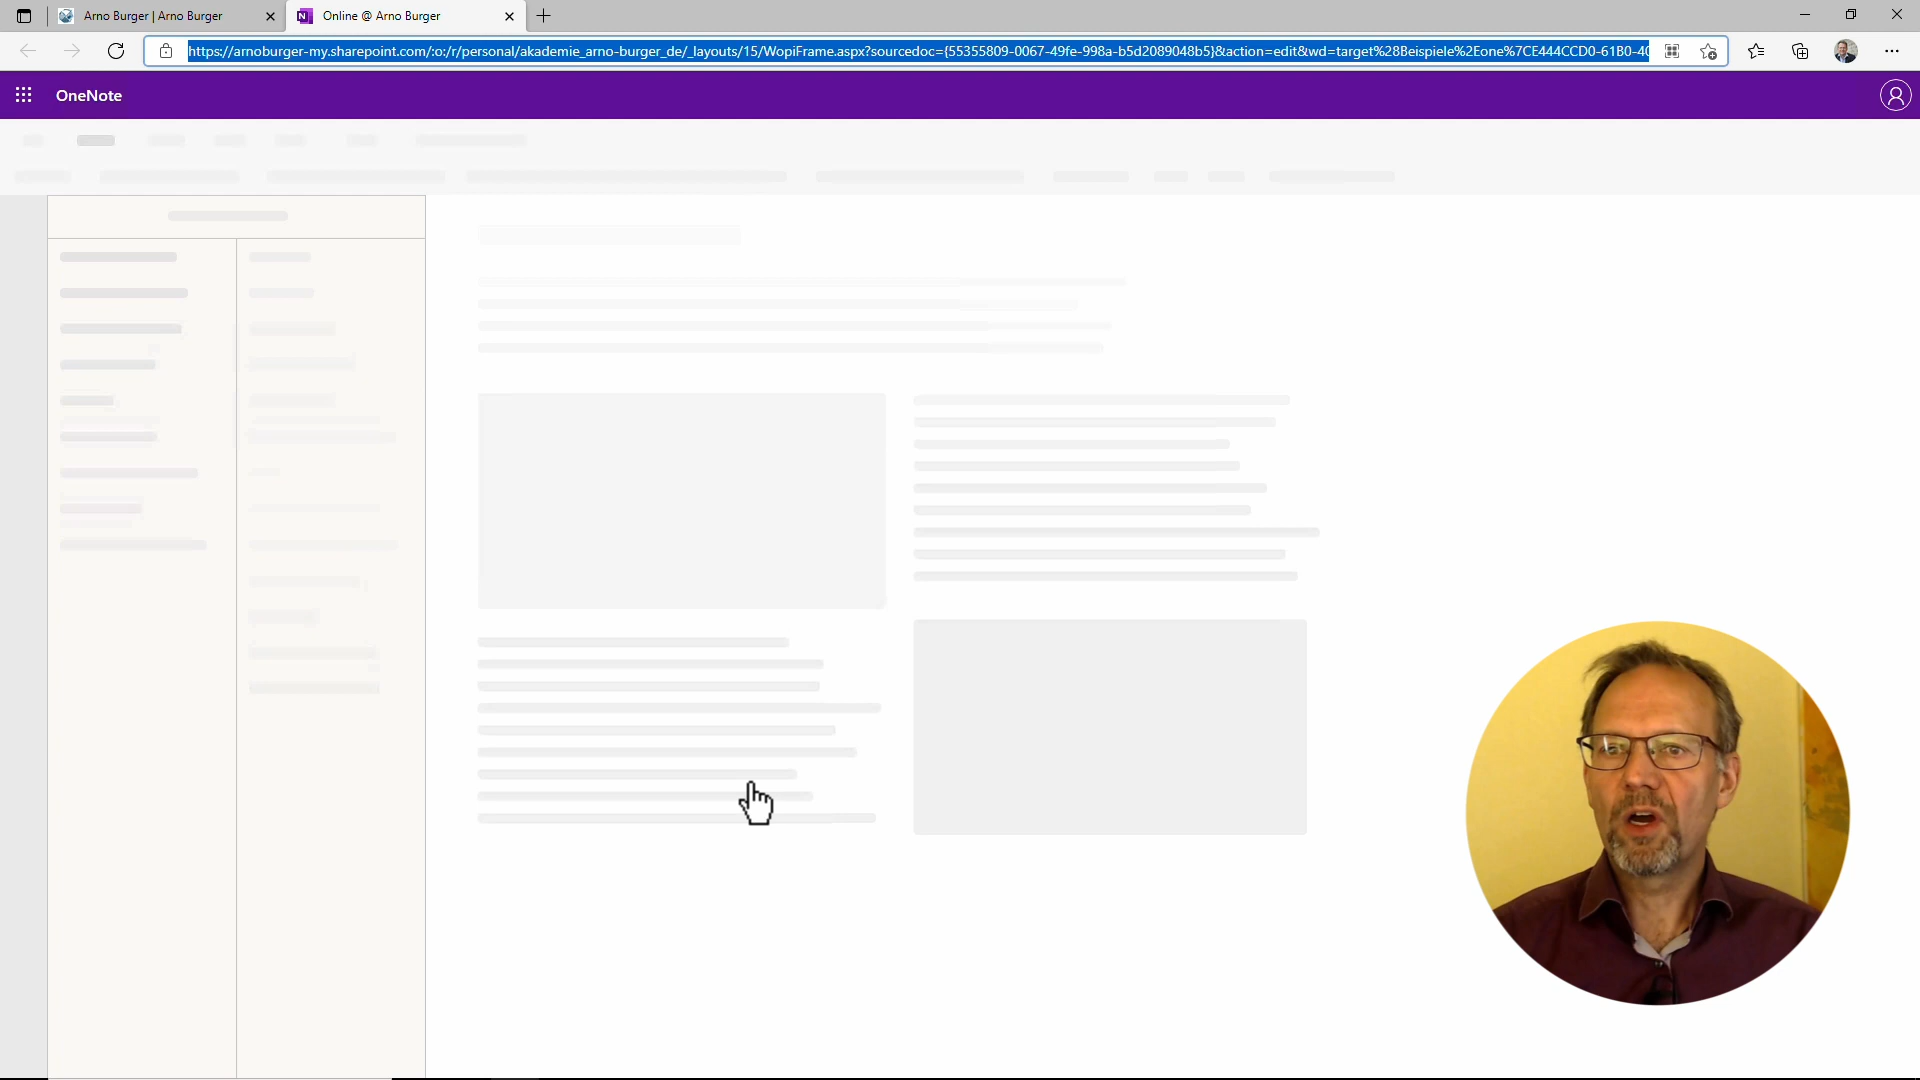 Arno Burger | Arno Burger
Online @ Arno Burger
https://arnoburger-my.sharepoint.com/:o:/r/personal/akademie_arno-burger_de/_layouts/15/WopiFrame.aspx?sourcedoc={55355809-0067-49fe-998a-b5d2089048b5}&action=edit&wd=target%28Beispiele%2Eone%7CE444CCD0-61B0-40
OneNote